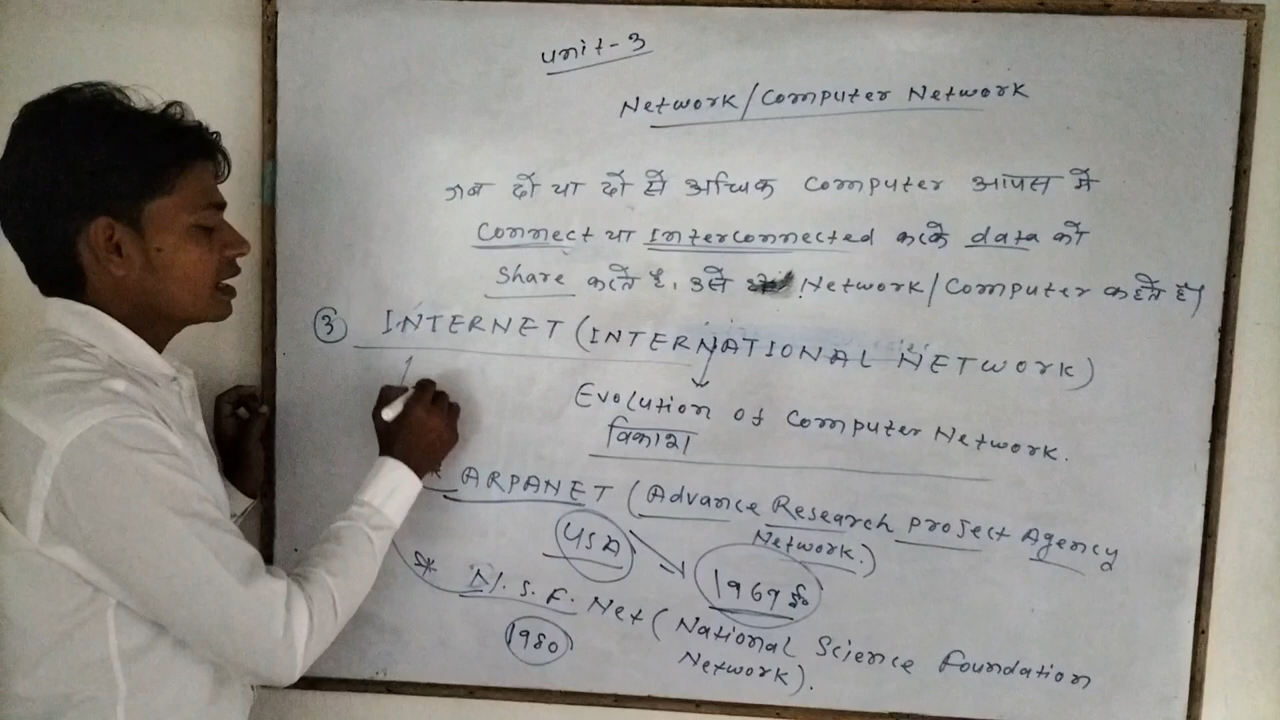 Unit-3
Network/Computer Network
जब दो या दो से अधिक Computer आपस में
Connect या Interconnected करके data को
Share करते है, उसे Network/Computer कहते है।
③ INTERNET (INTERNATIONAL NETWORK)
Evolution of Computer Network.
विकाश
* ARPANET (Advance Research Project Agency
Network.)
USA
1969 ई०
* N.S.F. Net (National Science Foundation
Network).
1980